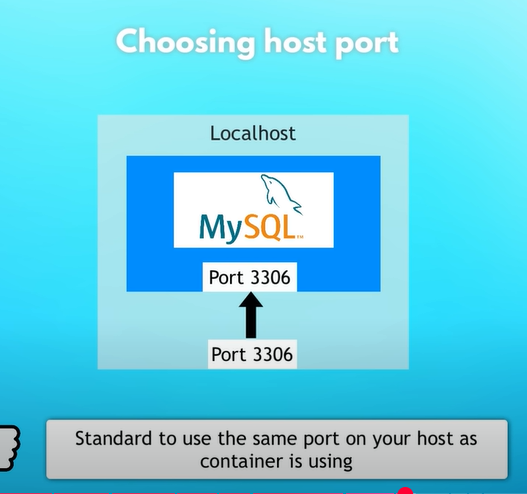 Choosing host port
Localhost
MySQL
Port 3306
Port 3306
Standard to use the same port on your host as
container is using